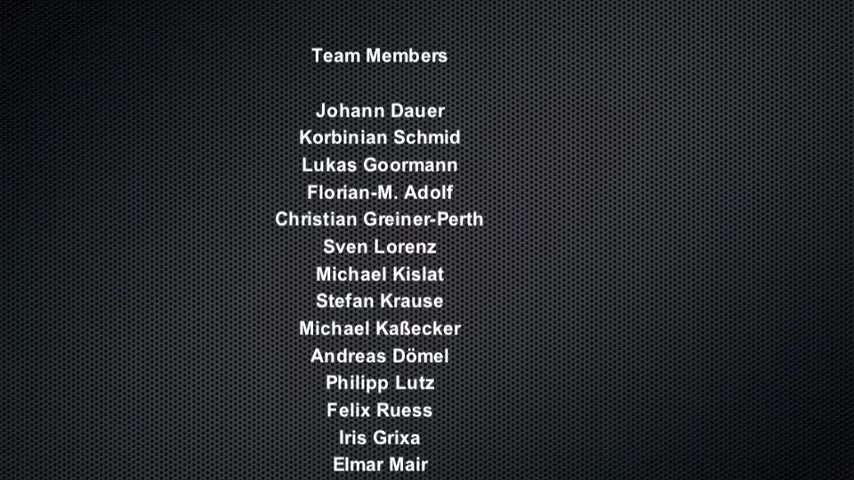 Team Members
Johann Dauer
Korbinian Schmid
Lukas Goormann
Florian-M. Adolf
Christian Greiner-Perth
Sven Lorenz
Michael Kislat
Stefan Krause
Michael Kaßecker
Andreas Dömel
Philipp Lutz
Felix Ruess
Iris Grixa
Elmar Mair